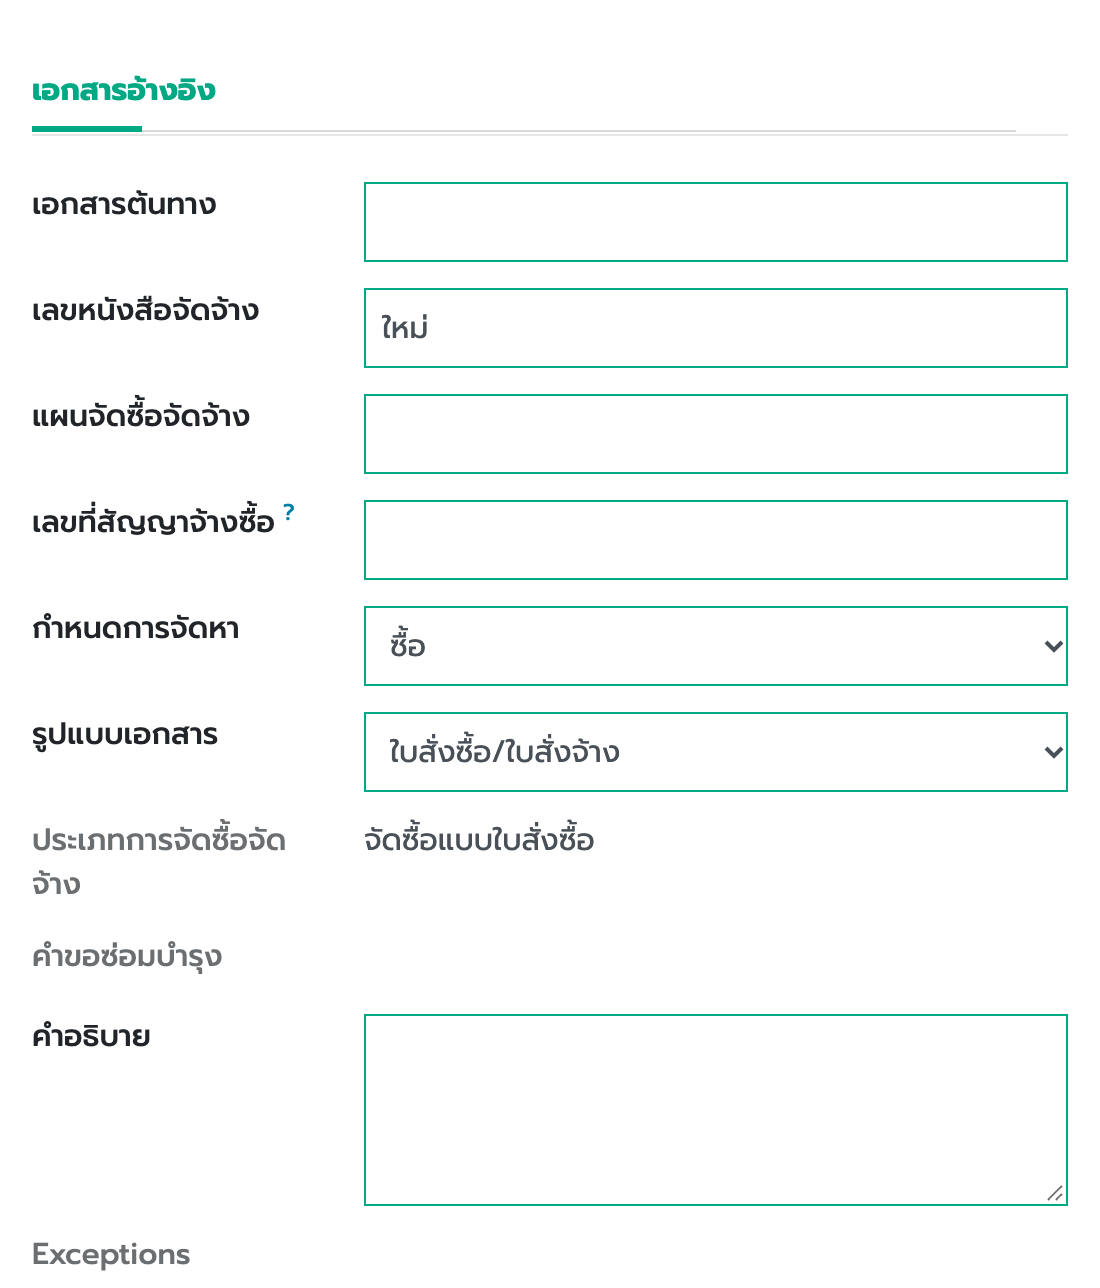 เอกสารอ้างอิง
เอกสารต้นทาง
เลขหนังสือจัดจ้าง
ใหม่
แผนจัดซื้อจัดจ้าง
เลขที่สัญญาจ้างซื้อ ?
กำหนดการจัดหา
ซื้อ
รูปแบบเอกสาร
ใบสั่งซื้อ/ใบสั่งจ้าง
ประเภทการจัดซื้อจัด
จ้าง
จัดซื้อแบบใบสั่งซื้อ
คำขอซ่อมบำรุง
คำอธิบาย
Exceptions